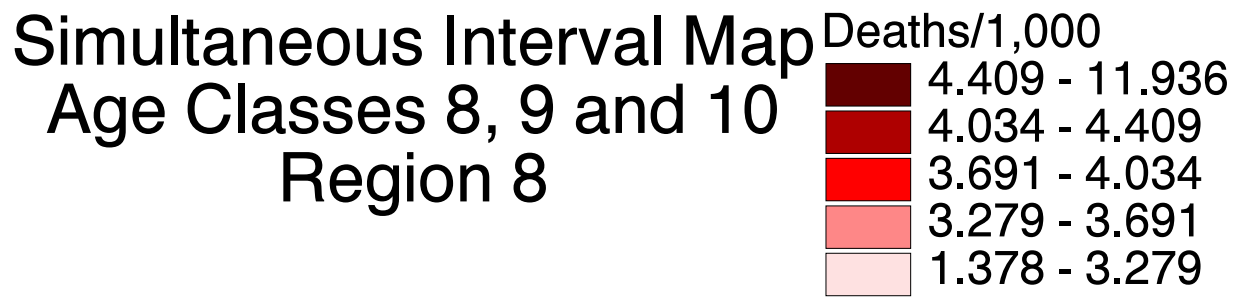 Simultaneous Interval Map
Age Classes 8, 9 and 10
Region 8
Deaths/1,000
4.409 - 11.936
4.034 - 4.409
3.691 - 4.034
3.279 - 3.691
1.378 - 3.279